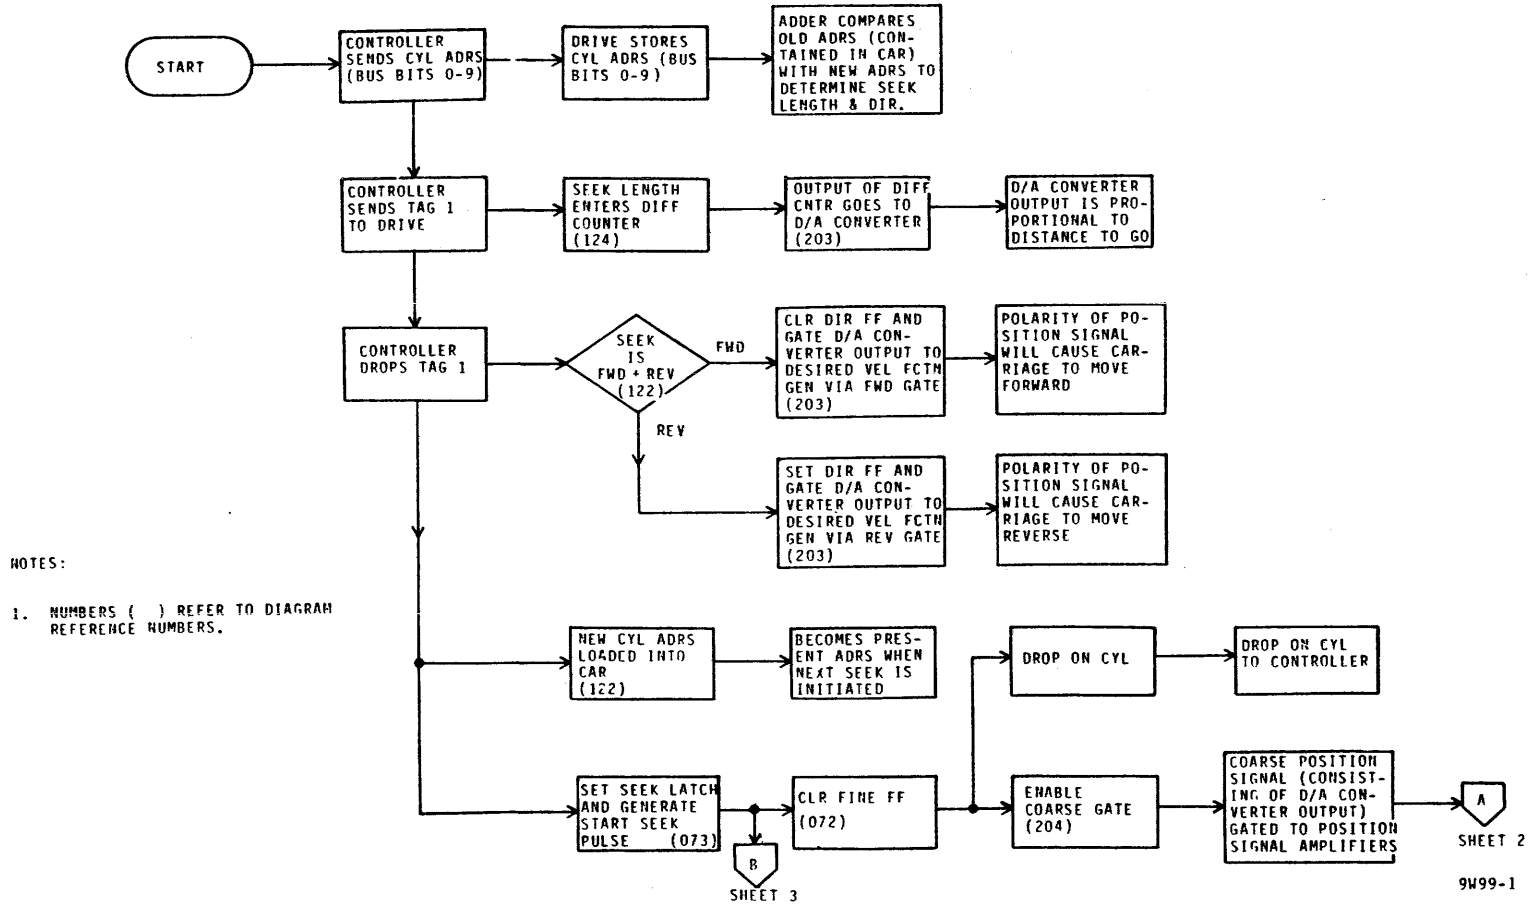 START
CONTROLLER
SENDS CYL ADRS
(BUS BITS 0-9)
DRIVE STORES
CYL ADRS (BUS
BITS 0-9)
ADDER COMPARES
OLD ADRS (CON-
TAINED IN CAR)
WITH NEW ADRS TO
DETERMINE SEEK
LENGTH & DIR.
CONTROLLER
SENDS TAG 1
TO DRIVE
SEEK LENGTH
ENTERS DIFF
COUNTER
(124)
OUTPUT OF DIFF
CNTR GOES TO
D/A CONVERTER
(203)
D/A CONVERTER
OUTPUT IS PRO-
PORTIONAL TO
DISTANCE TO GO
CONTROLLER
DROPS TAG 1
SEEK
IS
FWD + REV
(122)
FWD
REV
CLR DIR FF AND
GATE D/A CON-
VERTER OUTPUT TO
DESIRED VEL FCTN
GEN VIA FWD GATE
(203)
POLARITY OF PO-
SITION SIGNAL
WILL CAUSE CAR-
RIAGE TO MOVE
FORWARD
SET DIR FF AND
GATE D/A CON-
VERTER OUTPUT TO
DESIRED VEL FCTN
GEN VIA REV GATE
(203)
POLARITY OF PO-
SITION SIGNAL
WILL CAUSE CAR-
RIAGE TO MOVE
REVERSE
NOTES:
1. NUMBERS ( ) REFER TO DIAGRAM
REFERENCE NUMBERS.
NEW CYL ADRS
LOADED INTO
CAR
(122)
BECOMES PRES-
ENT ADRS WHEN
NEXT SEEK IS
INITIATED
DROP ON CYL
DROP ON CYL
TO CONTROLLER
SET SEEK LATCH
AND GENERATE
START SEEK
PULSE (073)
B
SHEET 3
CLR FINE FF
(072)
ENABLE
COARSE GATE
(204)
COARSE POSITION
SIGNAL (CONSIST-
ING OF D/A CON-
VERTER OUTPUT)
GATED TO POSITION
SIGNAL AMPLIFIERS
A
SHEET 2
9W99-1